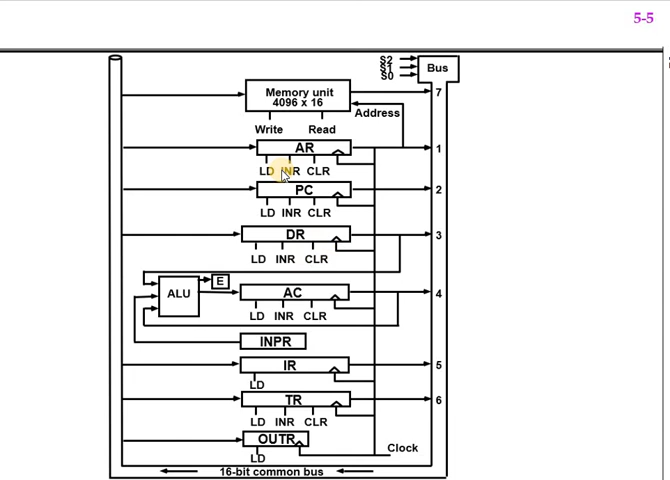 5-5
S2
S1
S0
Bus
Memory unit
4096 x 16
7
Address
Write Read
AR
1
LD INR CLR
PC
2
LD INR CLR
DR
3
LD INR CLR
E
ALU
AC
4
LD INR CLR
INPR
IR
5
LD
TR
6
LD INR CLR
OUTR
LD
Clock
16-bit common bus